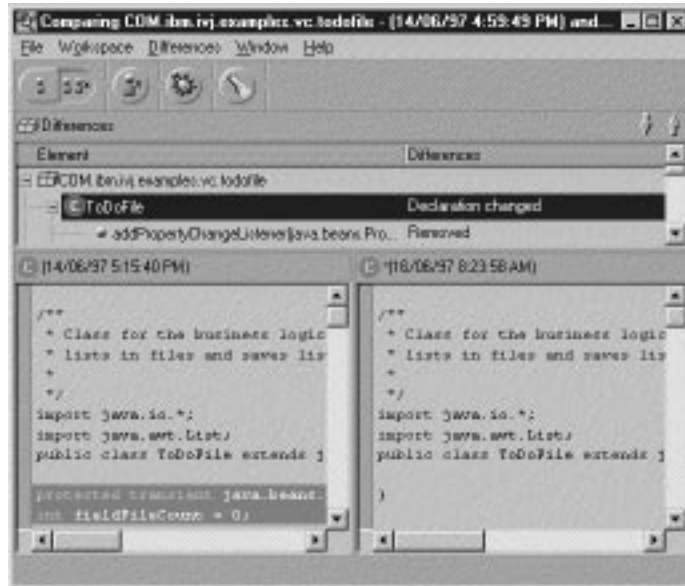 Comparing COM.ibm.ivj.examples.vc.todofile - (14/06/97 4:59:49 PM) and ...
File Workspace Differences Window Help
Differences
Element Differences
COM.ibm.ivj.examples.vc.todofile
ToDoFile Declaration changed
addPropertyChangeListener(java.beans.Pro... Removed
(14/06/97 5:15:40 PM) *(16/06/97 8:23:58 AM)
/**
* Class for the business logic
* lists in files and saves lis
*
*/
import java.io.*;
import java.awt.List;
public class ToDoFile extends j
protected transient java.beans.
int fieldFileCount = 0;
/**
* Class for the business logic
* lists in files and saves lis
*
*/
import java.io.*;
import java.awt.List;
public class ToDoFile extends j
}